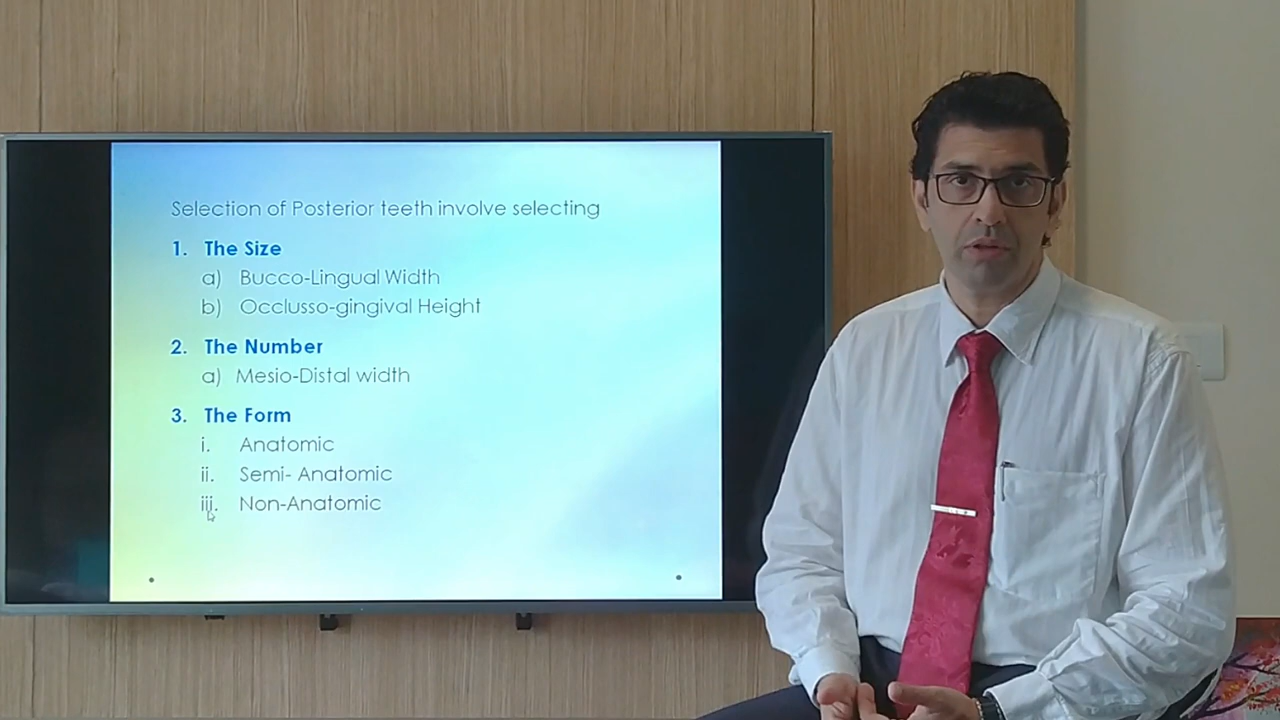 Selection of Posterior teeth involve selecting
1. The Size
a) Bucco-Lingual Width
b) Occlusso-gingival Height
2. The Number
a) Mesio-Distal width
3. The Form
i. Anatomic
ii. Semi- Anatomic
iii. Non-Anatomic